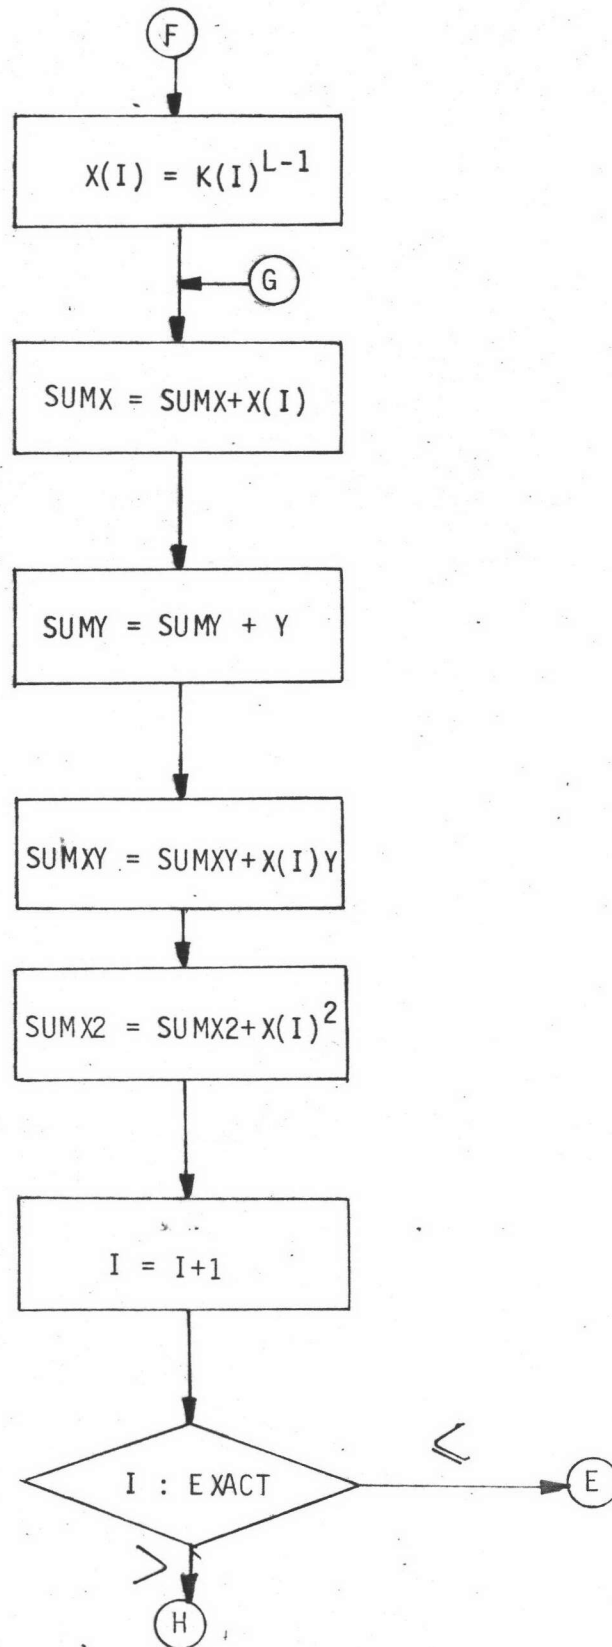 F
X(I) = K(I)^L-1
G
SUMX = SUMX+X(I)
SUMY = SUMY + Y
SUMXY = SUMXY+X(I)Y
SUMX2 = SUMX2+X(I)^2
I = I+1
≤
I : EXACT
E
>
H